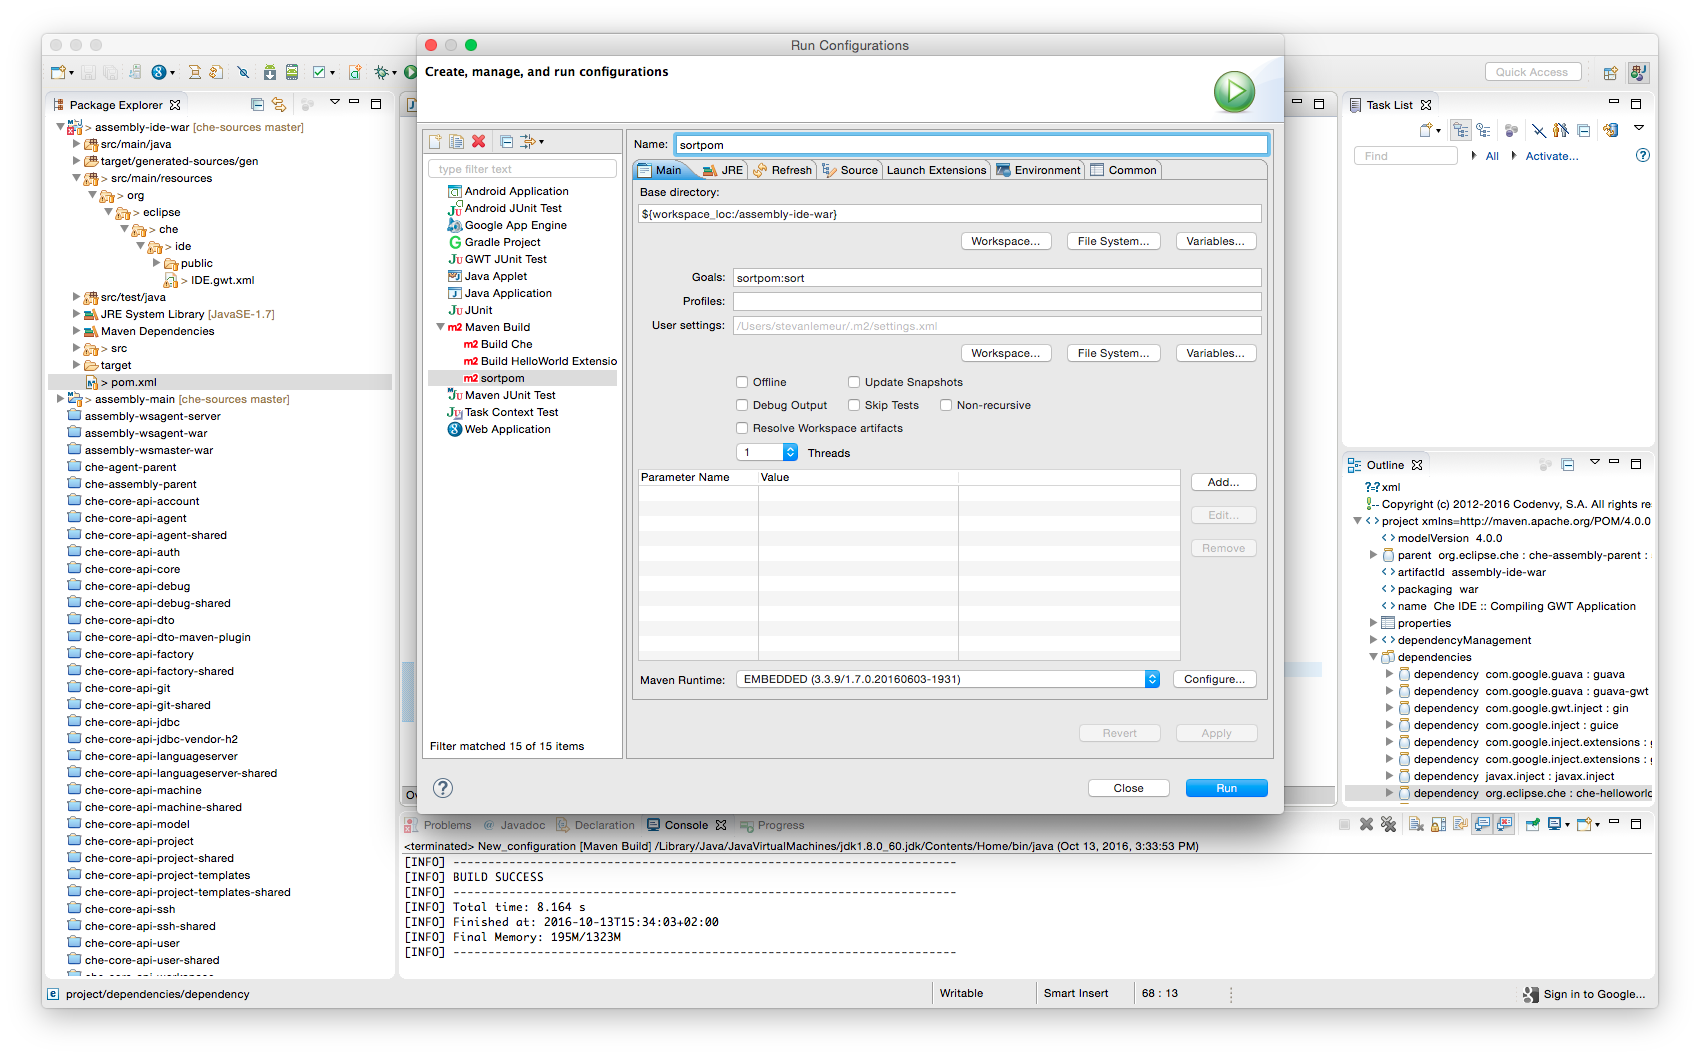 Run Configurations
Create, manage, and run configurations
Quick Access
Package Explorer
> assembly-ide-war [che-sources master]
src/main/java
target/generated-sources/gen
> src/main/resources
> org
> eclipse
> che
> ide
public
> IDE.gwt.xml
src/test/java
JRE System Library [JavaSE-1.7]
Maven Dependencies
> src
target
> pom.xml
> assembly-main [che-sources master]
assembly-wsagent-server
assembly-wsagent-war
assembly-wsmaster-war
che-agent-parent
che-assembly-parent
che-core-api-account
che-core-api-agent
che-core-api-agent-shared
che-core-api-auth
che-core-api-core
che-core-api-debug
che-core-api-debug-shared
che-core-api-dto
che-core-api-dto-maven-plugin
che-core-api-factory
che-core-api-factory-shared
che-core-api-git
che-core-api-git-shared
che-core-api-jdbc
che-core-api-jdbc-vendor-h2
che-core-api-languageserver
che-core-api-languageserver-shared
che-core-api-machine
che-core-api-machine-shared
che-core-api-model
che-core-api-project
che-core-api-project-shared
che-core-api-project-templates
che-core-api-project-templates-shared
che-core-api-ssh
che-core-api-ssh-shared
che-core-api-user
che-core-api-user-shared
type filter text
Android Application
Android JUnit Test
Google App Engine
Gradle Project
GWT JUnit Test
Java Applet
Java Application
JUnit
m2 Maven Build
m2 Build Che
m2 Build HelloWorld Extensio
m2 sortpom
Maven JUnit Test
Task Context Test
Web Application
Filter matched 15 of 15 items
Name: sortpom
Main JRE Refresh Source Launch Extensions Environment Common
Base directory:
${workspace_loc:/assembly-ide-war}
Workspace... File System... Variables...
Goals: sortpom:sort
Profiles:
User settings: /Users/stevanlemeur/.m2/settings.xml
Workspace... File System... Variables...
Offline Update Snapshots
Debug Output Skip Tests Non-recursive
Resolve Workspace artifacts
1 Threads
Parameter Name Value
Add...
Edit...
Remove
Maven Runtime: EMBEDDED (3.3.9/1.7.0.20160603-1931) Configure...
Revert Apply
Close Run
Task List
Find All Activate...
Outline
?=? xml
Copyright (c) 2012-2016 Codenvy, S.A. All rights re
project xmlns=http://maven.apache.org/POM/4.0.0
modelVersion 4.0.0
parent org.eclipse.che : che-assembly-parent :
artifactId assembly-ide-war
packaging war
name Che IDE :: Compiling GWT Application
properties
dependencyManagement
dependencies
dependency com.google.guava : guava
dependency com.google.guava : guava-gwt
dependency com.google.gwt.inject : gin
dependency com.google.inject : guice
dependency com.google.inject.extensions :
dependency com.google.inject.extensions :
dependency javax.inject : javax.inject
dependency org.eclipse.che : che-helloworld
Problems @ Javadoc Declaration Console Progress
<terminated> New_configuration [Maven Build] /Library/Java/JavaVirtualMachines/jdk1.8.0_60.jdk/Contents/Home/bin/java (Oct 13, 2016, 3:33:53 PM)
[INFO] ------------------------------------------------------------------------
[INFO] BUILD SUCCESS
[INFO] ------------------------------------------------------------------------
[INFO] Total time: 8.164 s
[INFO] Finished at: 2016-10-13T15:34:03+02:00
[INFO] Final Memory: 195M/1323M
[INFO] ------------------------------------------------------------------------
project/dependencies/dependency
Writable Smart Insert 68 : 13
Sign in to Google...